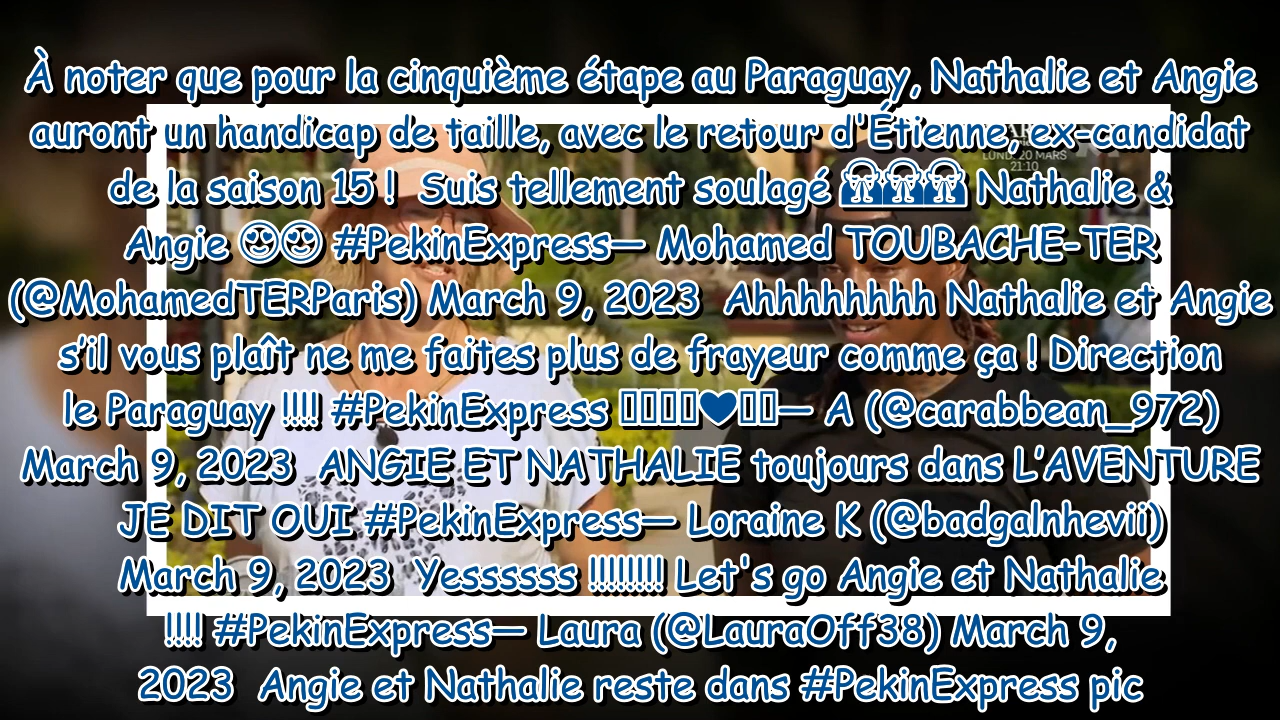 À noter que pour la cinquième étape au Paraguay, Nathalie et Angie
auront un handicap de taille, avec le retour d'Étienne, ex-candidat
de la saison 15 !  Suis tellement soulagé 🙏🙏🙏 Nathalie &
Angie 😍😍 #PekinExpress— Mohamed TOUBACHE-TER
(@MohamedTERParis) March 9, 2023  Ahhhhhhhh Nathalie et Angie
s’il vous plaît ne me faites plus de frayeur comme ça ! Direction
le Paraguay !!!! #PekinExpress ▯▯▯▯♥▯▯— A (@carabbean_972)
March 9, 2023  ANGIE ET NATHALIE toujours dans L’AVENTURE
JE DIT OUI #PekinExpress— Loraine K (@badgalnhevii)
March 9, 2023  Yessssss !!!!!!!! Let's go Angie et Nathalie
!!!! #PekinExpress— Laura (@LauraOff38) March 9,
2023  Angie et Nathalie reste dans #PekinExpress pic
LUNDI 20 MARS
21:10